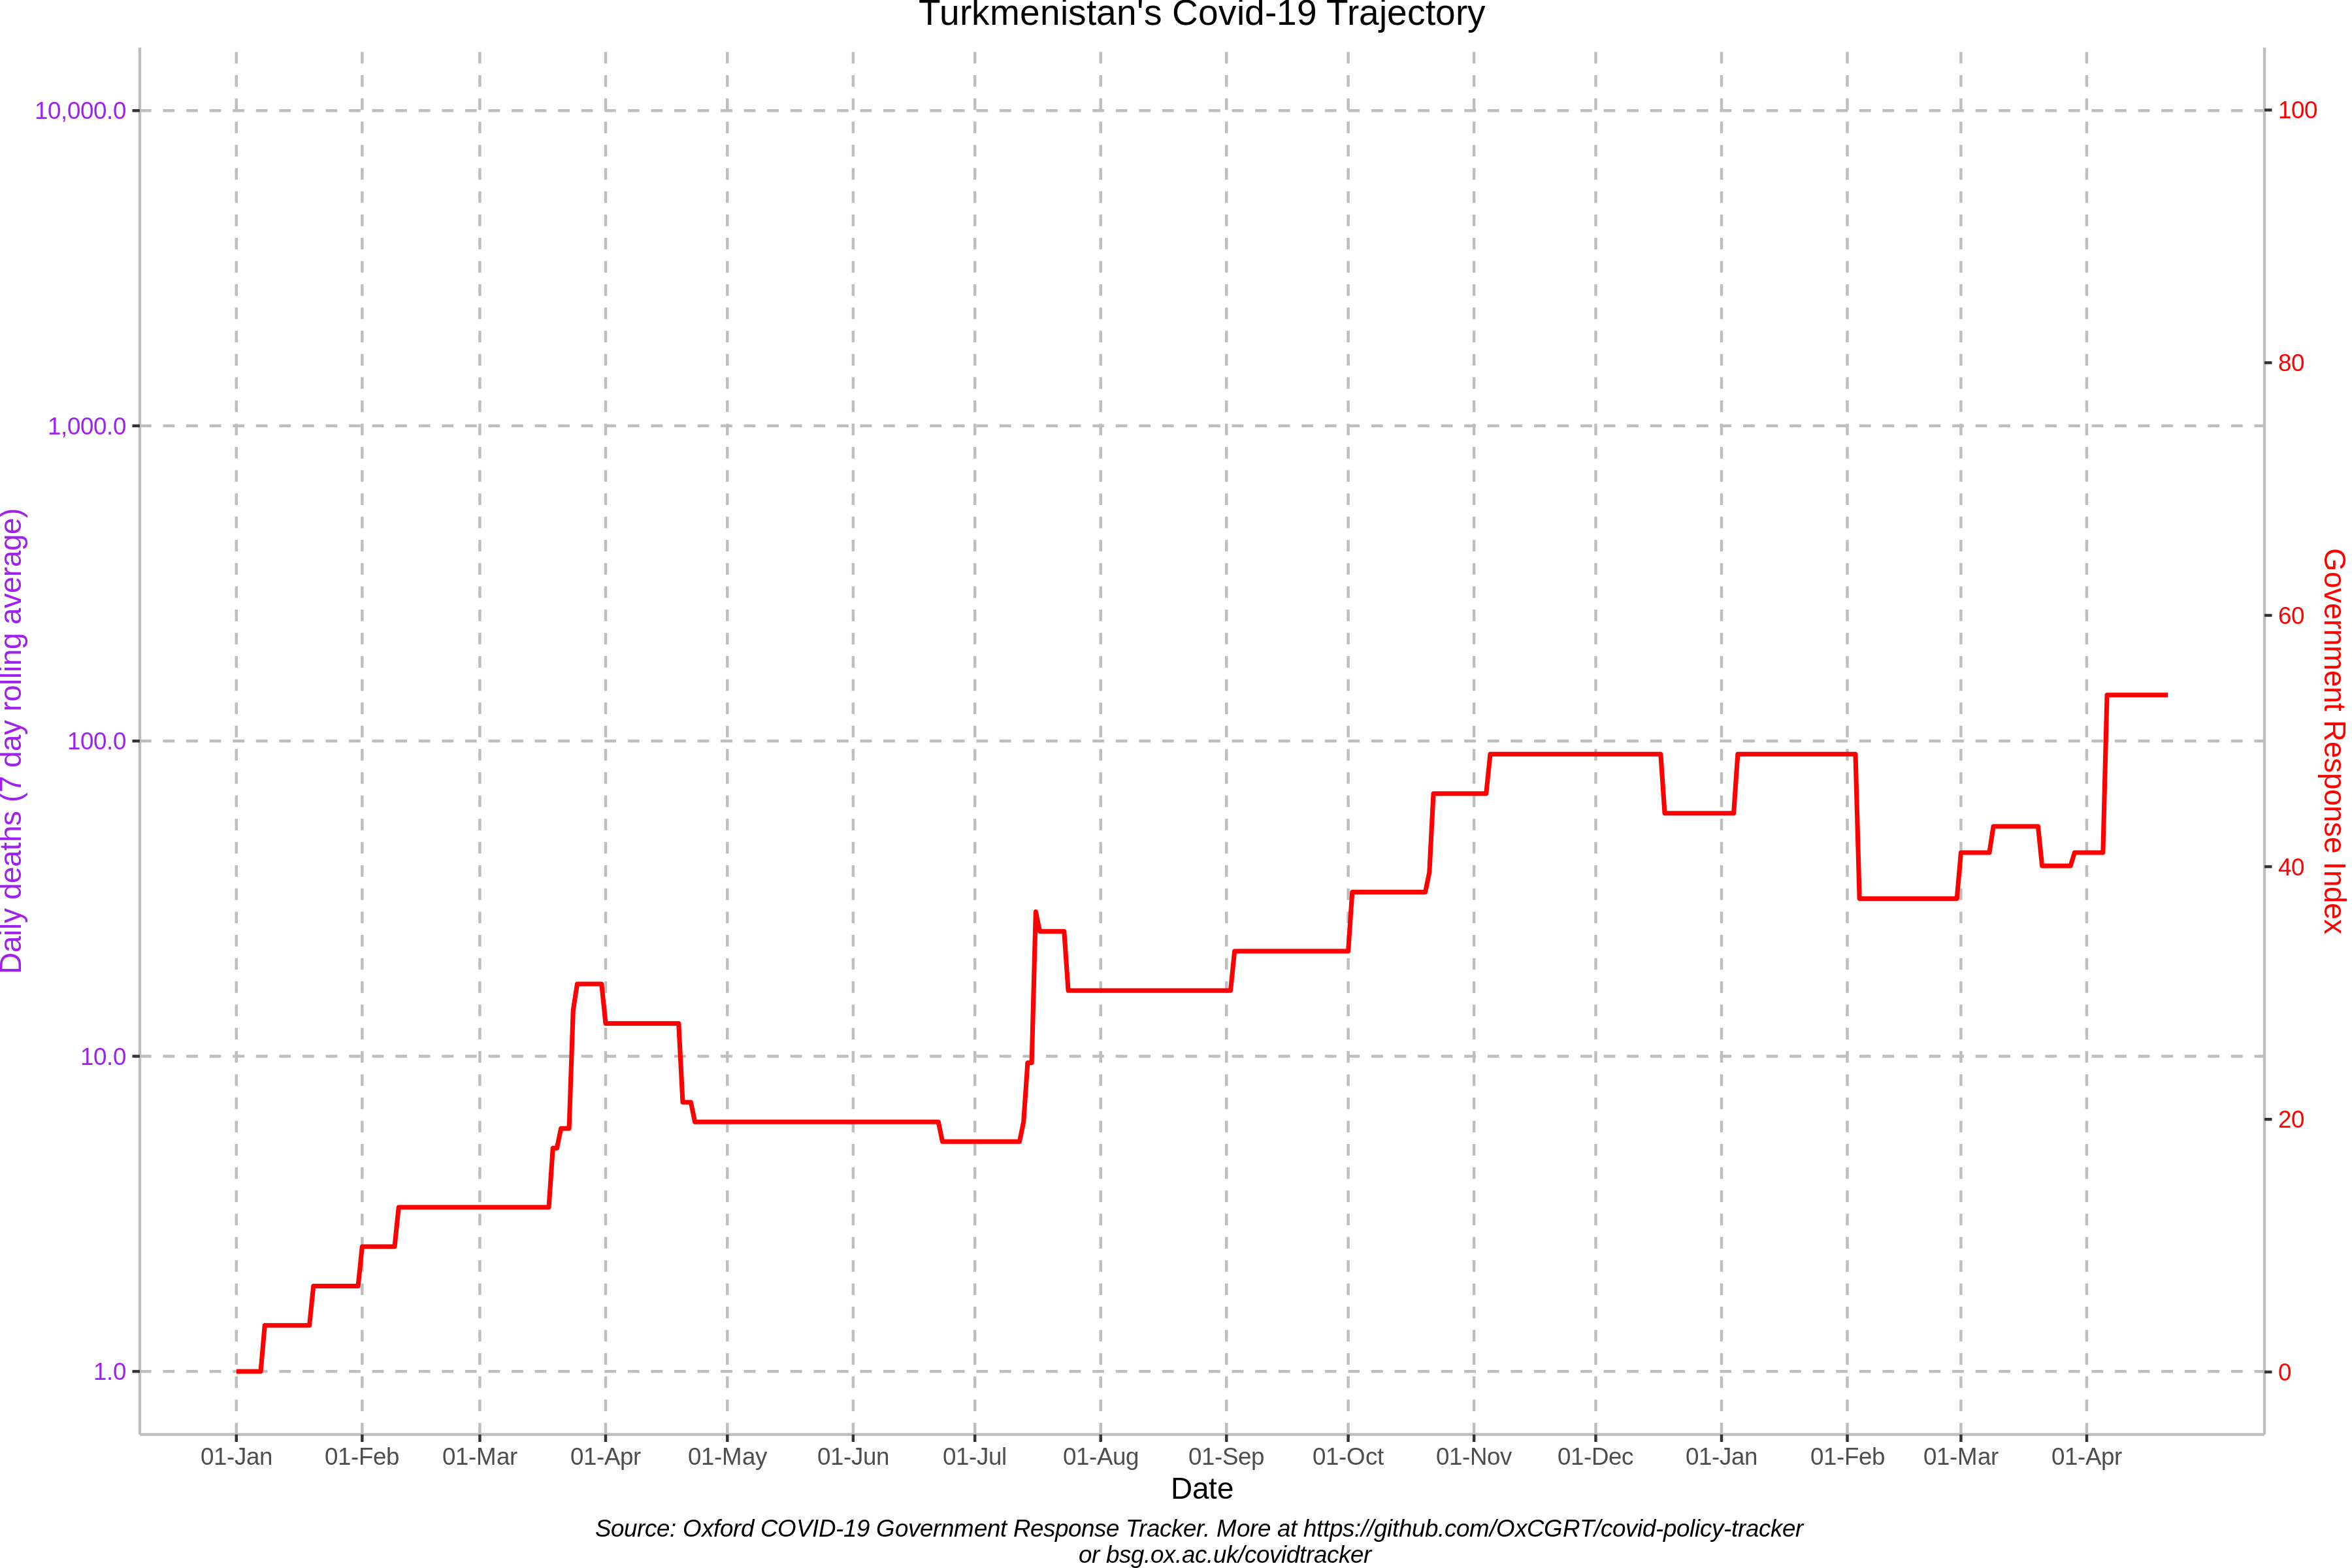 Turkmenistan's Covid-19 Trajectory
10,000.0
1,000.0
100.0
10.0
1.0
Daily deaths (7 day rolling average)
100
80
60
40
20
0
Government Response Index
01-Jan 01-Feb 01-Mar 01-Apr 01-May 01-Jun 01-Jul 01-Aug 01-Sep 01-Oct 01-Nov 01-Dec 01-Jan 01-Feb 01-Mar 01-Apr
Date
Source: Oxford COVID-19 Government Response Tracker. More at https://github.com/OxCGRT/covid-policy-tracker
or bsg.ox.ac.uk/covidtracker